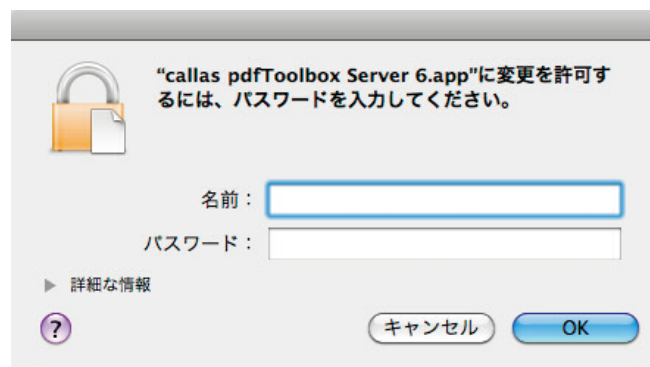 “callas pdfToolbox Server 6.app”に変更を許可す
るには、パスワードを入力してください。
名前：
パスワード：
詳細な情報
?
キャンセル
OK